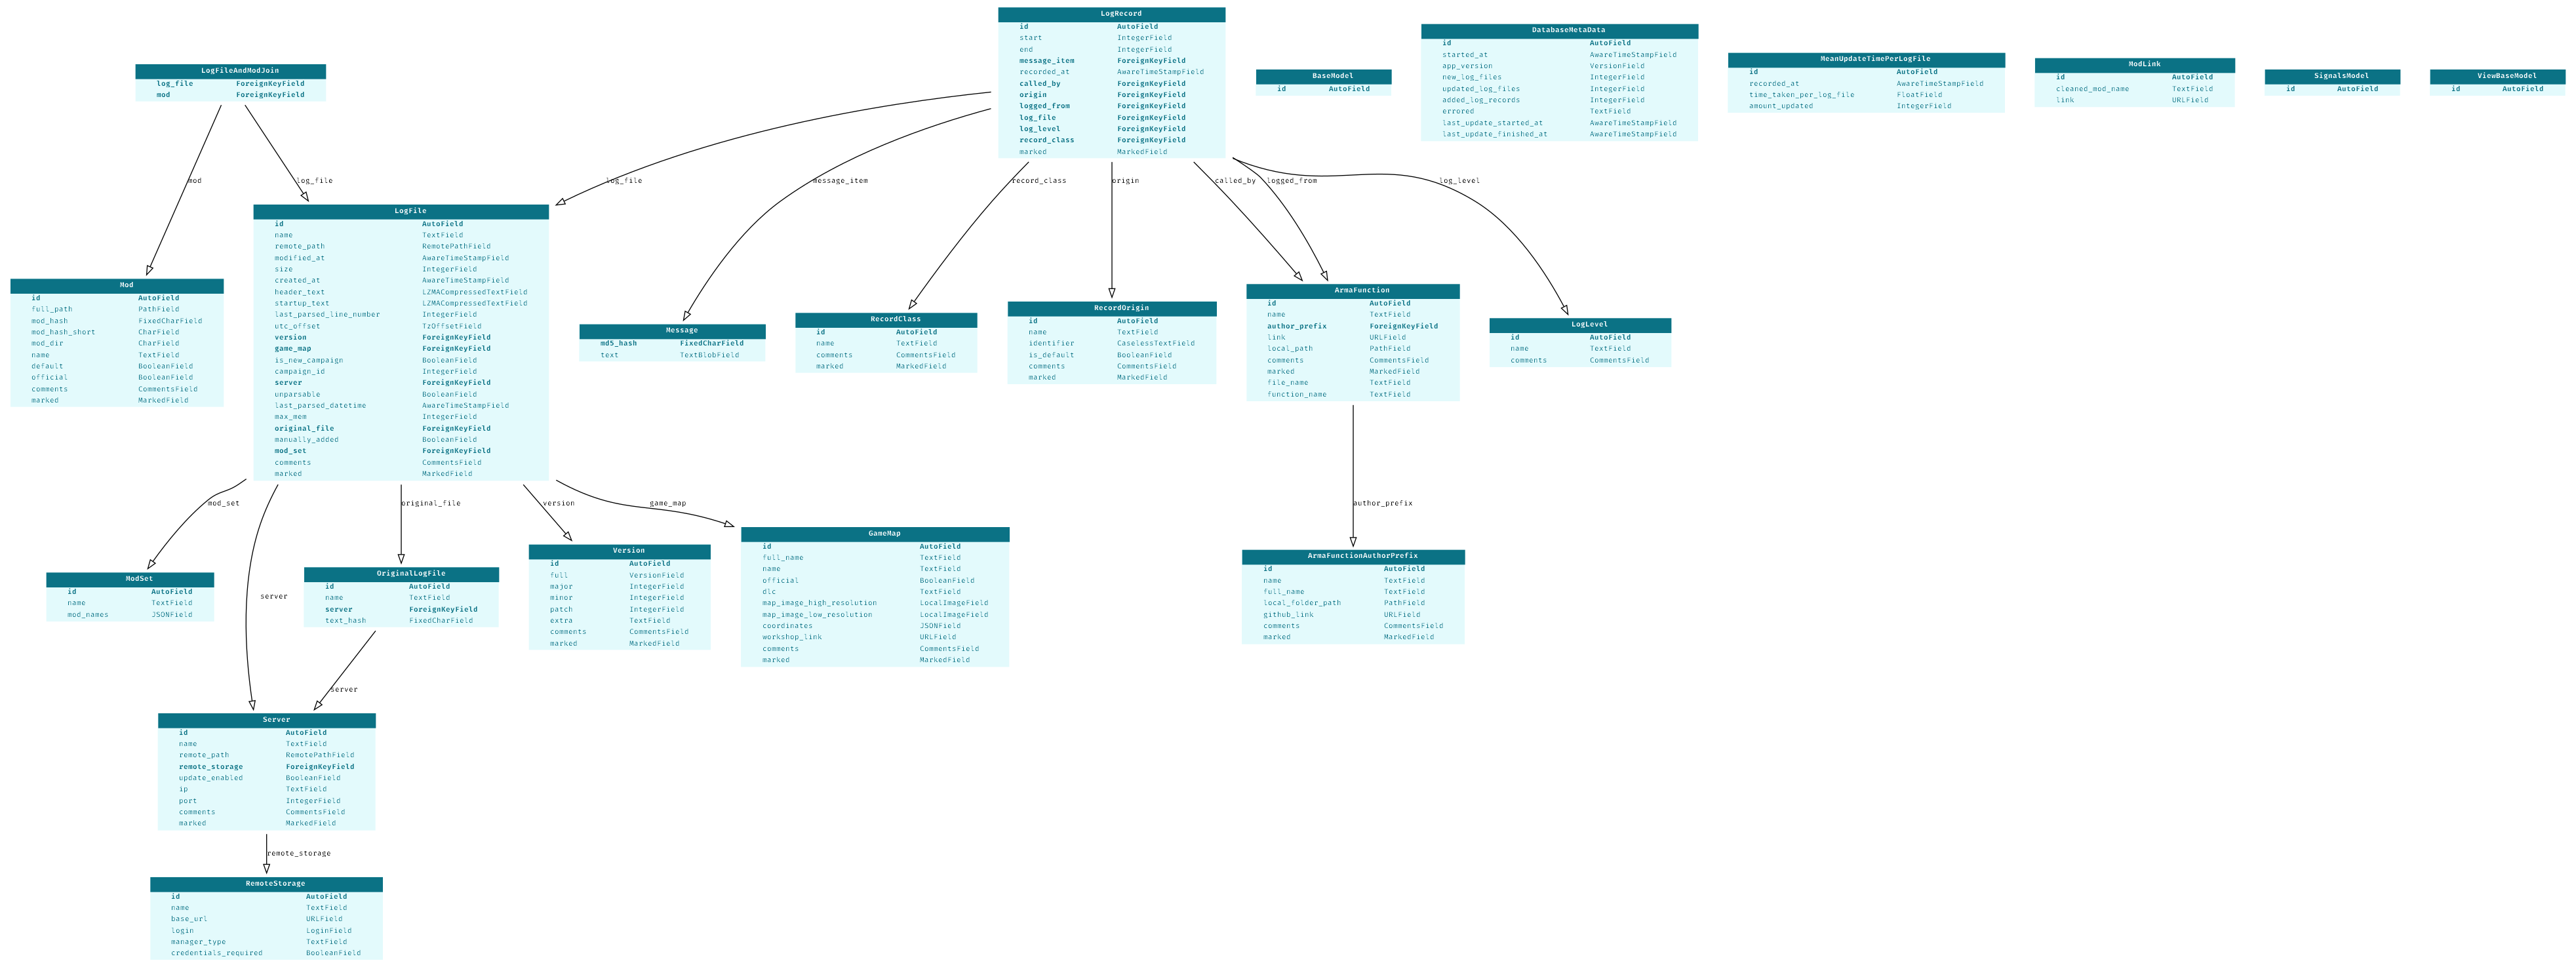 LogRecord
id AutoField
start IntegerField
end IntegerField
message_item ForeignKeyField
recorded_at AwareTimeStampField
called_by ForeignKeyField
origin ForeignKeyField
logged_from ForeignKeyField
log_file ForeignKeyField
log_level ForeignKeyField
record_class ForeignKeyField
marked MarkedField
DatabaseMetaData
id AutoField
started_at AwareTimeStampField
app_version VersionField
new_log_files IntegerField
updated_log_files IntegerField
added_log_records IntegerField
errored TextField
last_update_started_at AwareTimeStampField
last_update_finished_at AwareTimeStampField
MeanUpdateTimePerLogFile
id AutoField
recorded_at AwareTimeStampField
time_taken_per_log_file FloatField
amount_updated IntegerField
ModLink
id AutoField
cleaned_mod_name TextField
link URLField
LogFileAndModJoin
log_file ForeignKeyField
mod ForeignKeyField
BaseModel
id AutoField
SignalsModel
id AutoField
ViewBaseModel
id AutoField
mod
log_file
log_file
message_item
record_class
origin
called_by
logged_from
log_level
LogFile
id AutoField
name TextField
remote_path RemotePathField
modified_at AwareTimeStampField
size IntegerField
created_at AwareTimeStampField
header_text LZMACompressedTextField
startup_text LZMACompressedTextField
last_parsed_line_number IntegerField
utc_offset TzOffsetField
version ForeignKeyField
game_map ForeignKeyField
is_new_campaign BooleanField
campaign_id IntegerField
server ForeignKeyField
unparsable BooleanField
last_parsed_datetime AwareTimeStampField
max_mem IntegerField
original_file ForeignKeyField
manually_added BooleanField
mod_set ForeignKeyField
comments CommentsField
marked MarkedField
Mod
id AutoField
full_path PathField
mod_hash FixedCharField
mod_hash_short CharField
mod_dir CharField
name TextField
default BooleanField
official BooleanField
comments CommentsField
marked MarkedField
Message
md5_hash FixedCharField
text TextBlobField
RecordClass
id AutoField
name TextField
comments CommentsField
marked MarkedField
RecordOrigin
id AutoField
name TextField
identifier CaselessTextField
is_default BooleanField
comments CommentsField
marked MarkedField
ArmaFunction
id AutoField
name TextField
author_prefix ForeignKeyField
link URLField
local_path PathField
comments CommentsField
marked MarkedField
file_name TextField
function_name TextField
LogLevel
id AutoField
name TextField
comments CommentsField
mod_set
original_file
version
game_map
author_prefix
GameMap
id AutoField
full_name TextField
name TextField
official BooleanField
dlc TextField
map_image_high_resolution LocalImageField
map_image_low_resolution LocalImageField
coordinates JSONField
workshop_link URLField
comments CommentsField
marked MarkedField
Version
id AutoField
full VersionField
major IntegerField
minor IntegerField
patch IntegerField
extra TextField
comments CommentsField
marked MarkedField
ArmaFunctionAuthorPrefix
id AutoField
name TextField
full_name TextField
local_folder_path PathField
github_link URLField
comments CommentsField
marked MarkedField
ModSet
id AutoField
name TextField
mod_names JSONField
server
OriginalLogFile
id AutoField
name TextField
server ForeignKeyField
text_hash FixedCharField
server
Server
id AutoField
name TextField
remote_path RemotePathField
remote_storage ForeignKeyField
update_enabled BooleanField
ip TextField
port IntegerField
comments CommentsField
marked MarkedField
remote_storage
RemoteStorage
id AutoField
name TextField
base_url URLField
login LoginField
manager_type TextField
credentials_required BooleanField